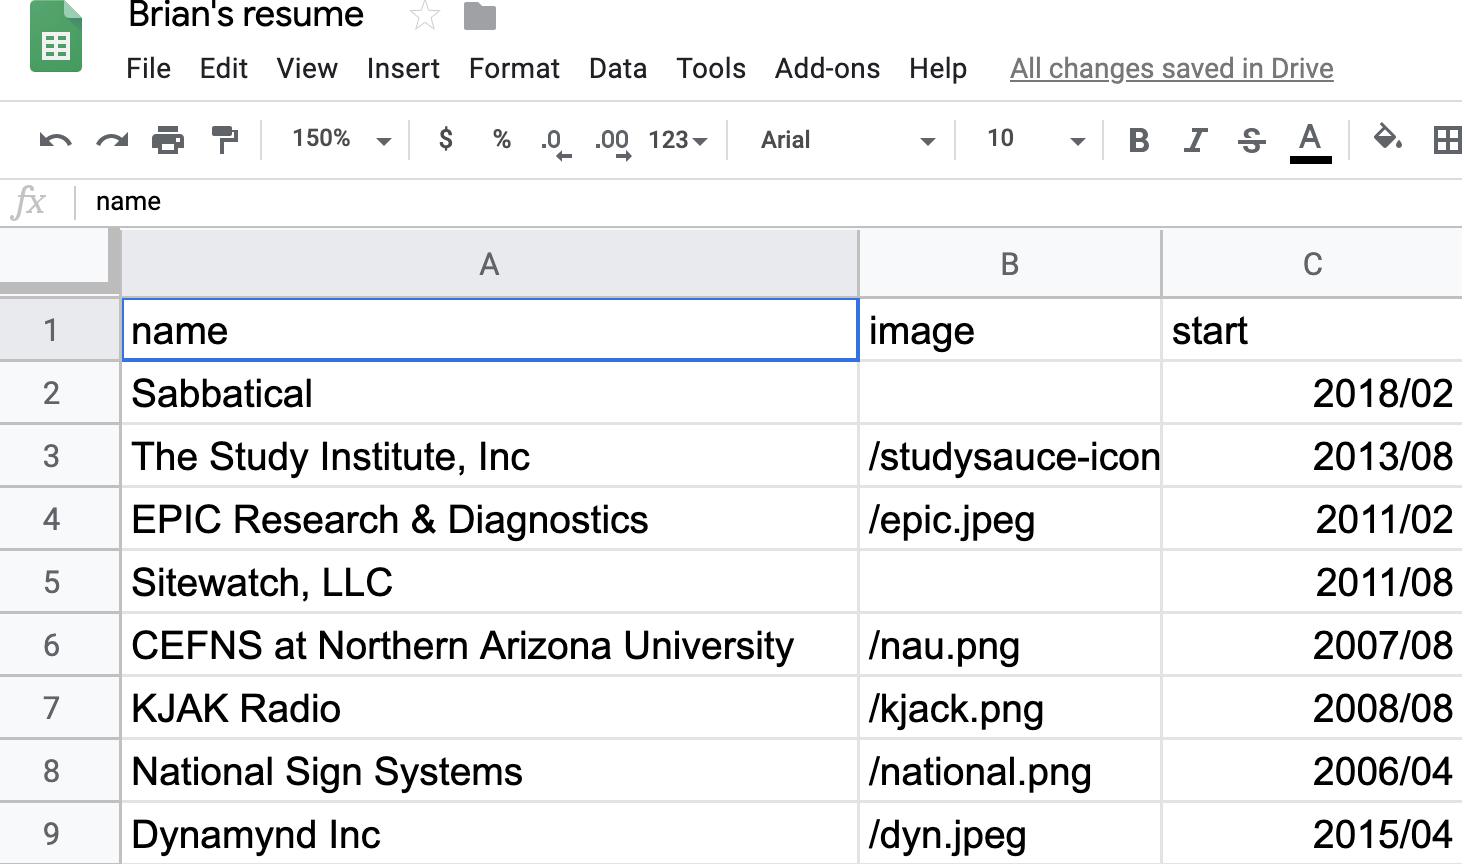 Brian's resume
File Edit View Insert Format Data Tools Add-ons Help All changes saved in Drive
150% $ % .0 .00 123 Arial 10 B I S A
fx name
A B C
1 name image start
2 Sabbatical 2018/02
3 The Study Institute, Inc /studysauce-icon 2013/08
4 EPIC Research & Diagnostics /epic.jpeg 2011/02
5 Sitewatch, LLC 2011/08
6 CEFNS at Northern Arizona University /nau.png 2007/08
7 KJAK Radio /kjack.png 2008/08
8 National Sign Systems /national.png 2006/04
9 Dynamynd Inc /dyn.jpeg 2015/04